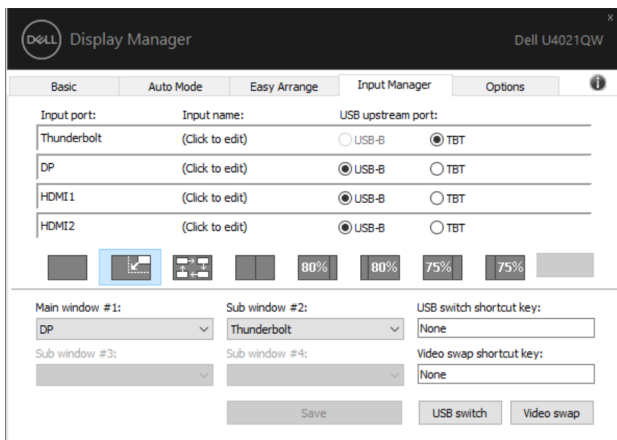 x
DELL Display Manager Dell U4021QW
Basic Auto Mode Easy Arrange Input Manager Options i
Input port: Input name: USB upstream port:
Thunderbolt (Click to edit) USB-B TBT
DP (Click to edit) USB-B TBT
HDMI1 (Click to edit) USB-B TBT
HDMI2 (Click to edit) USB-B TBT
80% 80% 75% 75%
Main window #1: Sub window #2: USB switch shortcut key:
DP Thunderbolt None
Sub window #3: Sub window #4: Video swap shortcut key:
None
Save USB switch Video swap